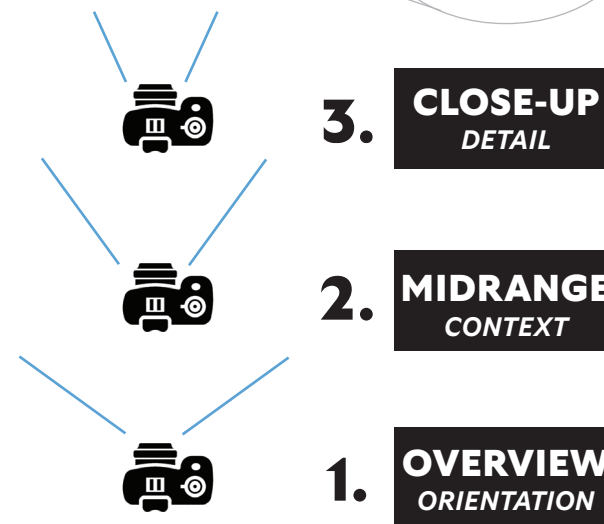 3.
CLOSE-UP
DETAIL
2.
MIDRANGE
CONTEXT
1.
OVERVIEW
ORIENTATION